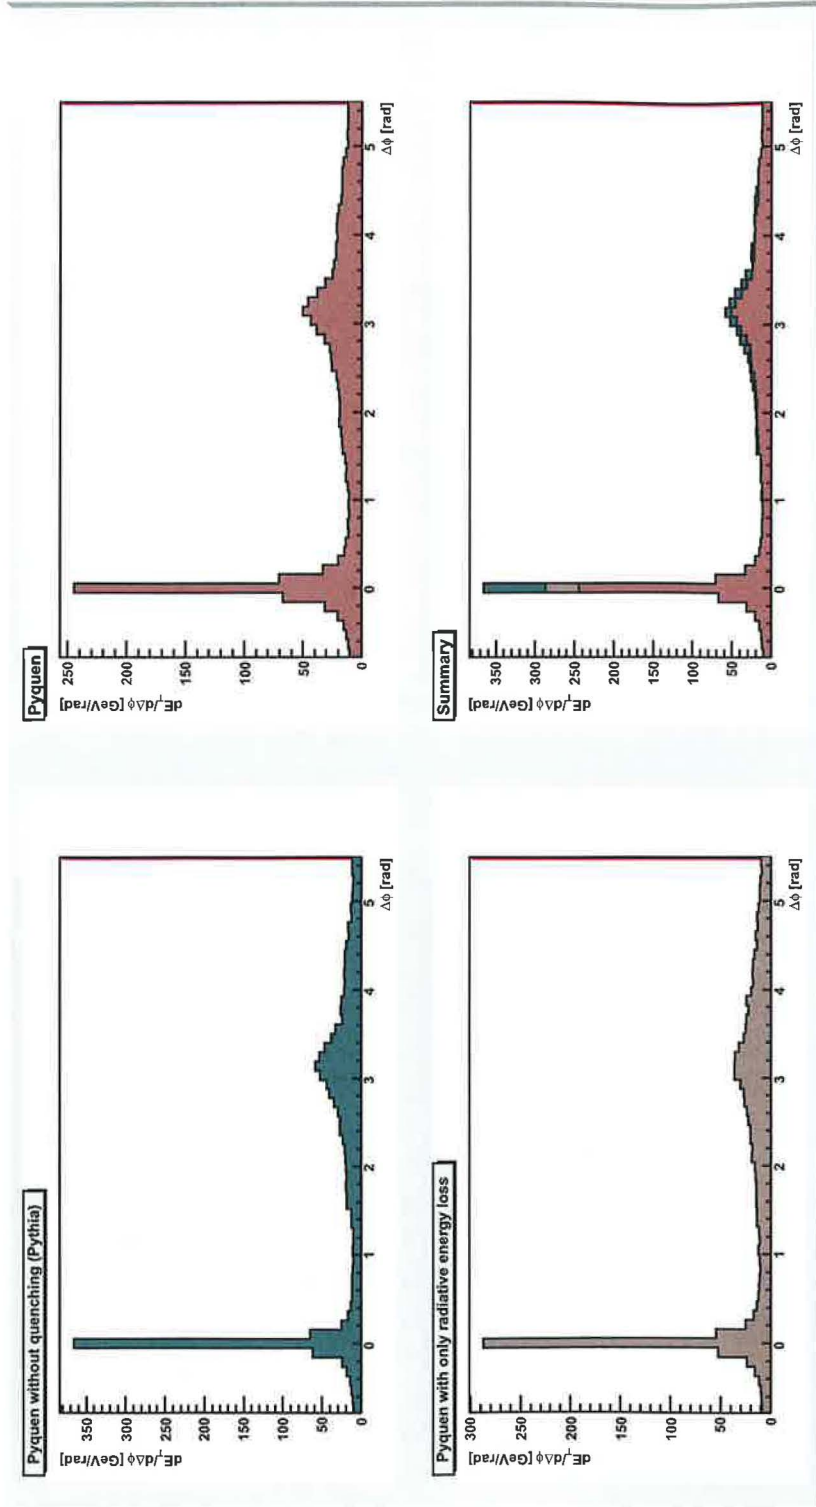 Pyquen without quenching (Pythia)
dE_T/dΔϕ [GeV/rad]
350
300
250
200
150
100
50
0
0 1 2 3 4 5
Δϕ [rad]
Pyquen
dE_T/dΔϕ [GeV/rad]
250
200
150
100
50
0
0 1 2 3 4 5
Δϕ [rad]
Pyquen with only radiative energy loss
dE_T/dΔϕ [GeV/rad]
300
250
200
150
100
50
0
0 1 2 3 4 5
Δϕ [rad]
Summary
dE_T/dΔϕ [GeV/rad]
350
300
250
200
150
100
50
0
0 1 2 3 4 5
Δϕ [rad]